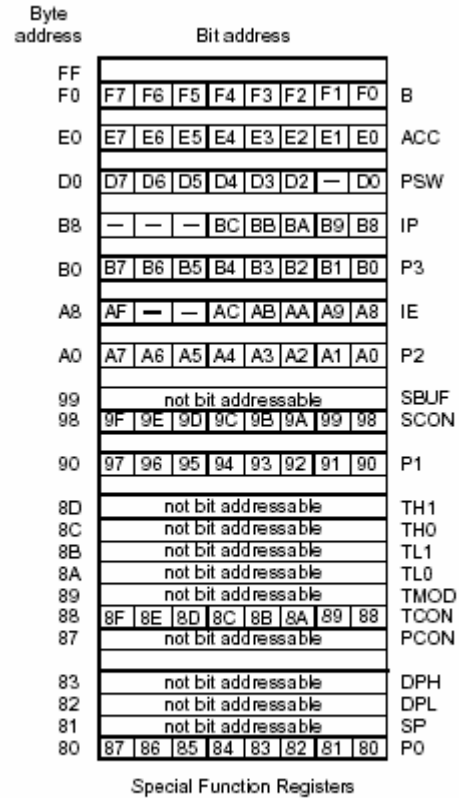 Byte
address Bit address
FF
F0 F7 F6 F5 F4 F3 F2 F1 F0 B
E0 E7 E6 E5 E4 E3 E2 E1 E0 ACC
D0 D7 D6 D5 D4 D3 D2 — D0 PSW
B8 — — — BC BB BA B9 B8 IP
B0 B7 B6 B5 B4 B3 B2 B1 B0 P3
A8 AF — — AC AB AA A9 A8 IE
A0 A7 A6 A5 A4 A3 A2 A1 A0 P2
99 not bit addressable SBUF
98 9F 9E 9D 9C 9B 9A 99 98 SCON
90 97 96 95 94 93 92 91 90 P1
8D not bit addressable TH1
8C not bit addressable TH0
8B not bit addressable TL1
8A not bit addressable TL0
89 not bit addressable TMOD
88 8F 8E 8D 8C 8B 8A 89 88 TCON
87 not bit addressable PCON
83 not bit addressable DPH
82 not bit addressable DPL
81 not bit addressable SP
80 87 86 85 84 83 82 81 80 P0
Special Function Registers